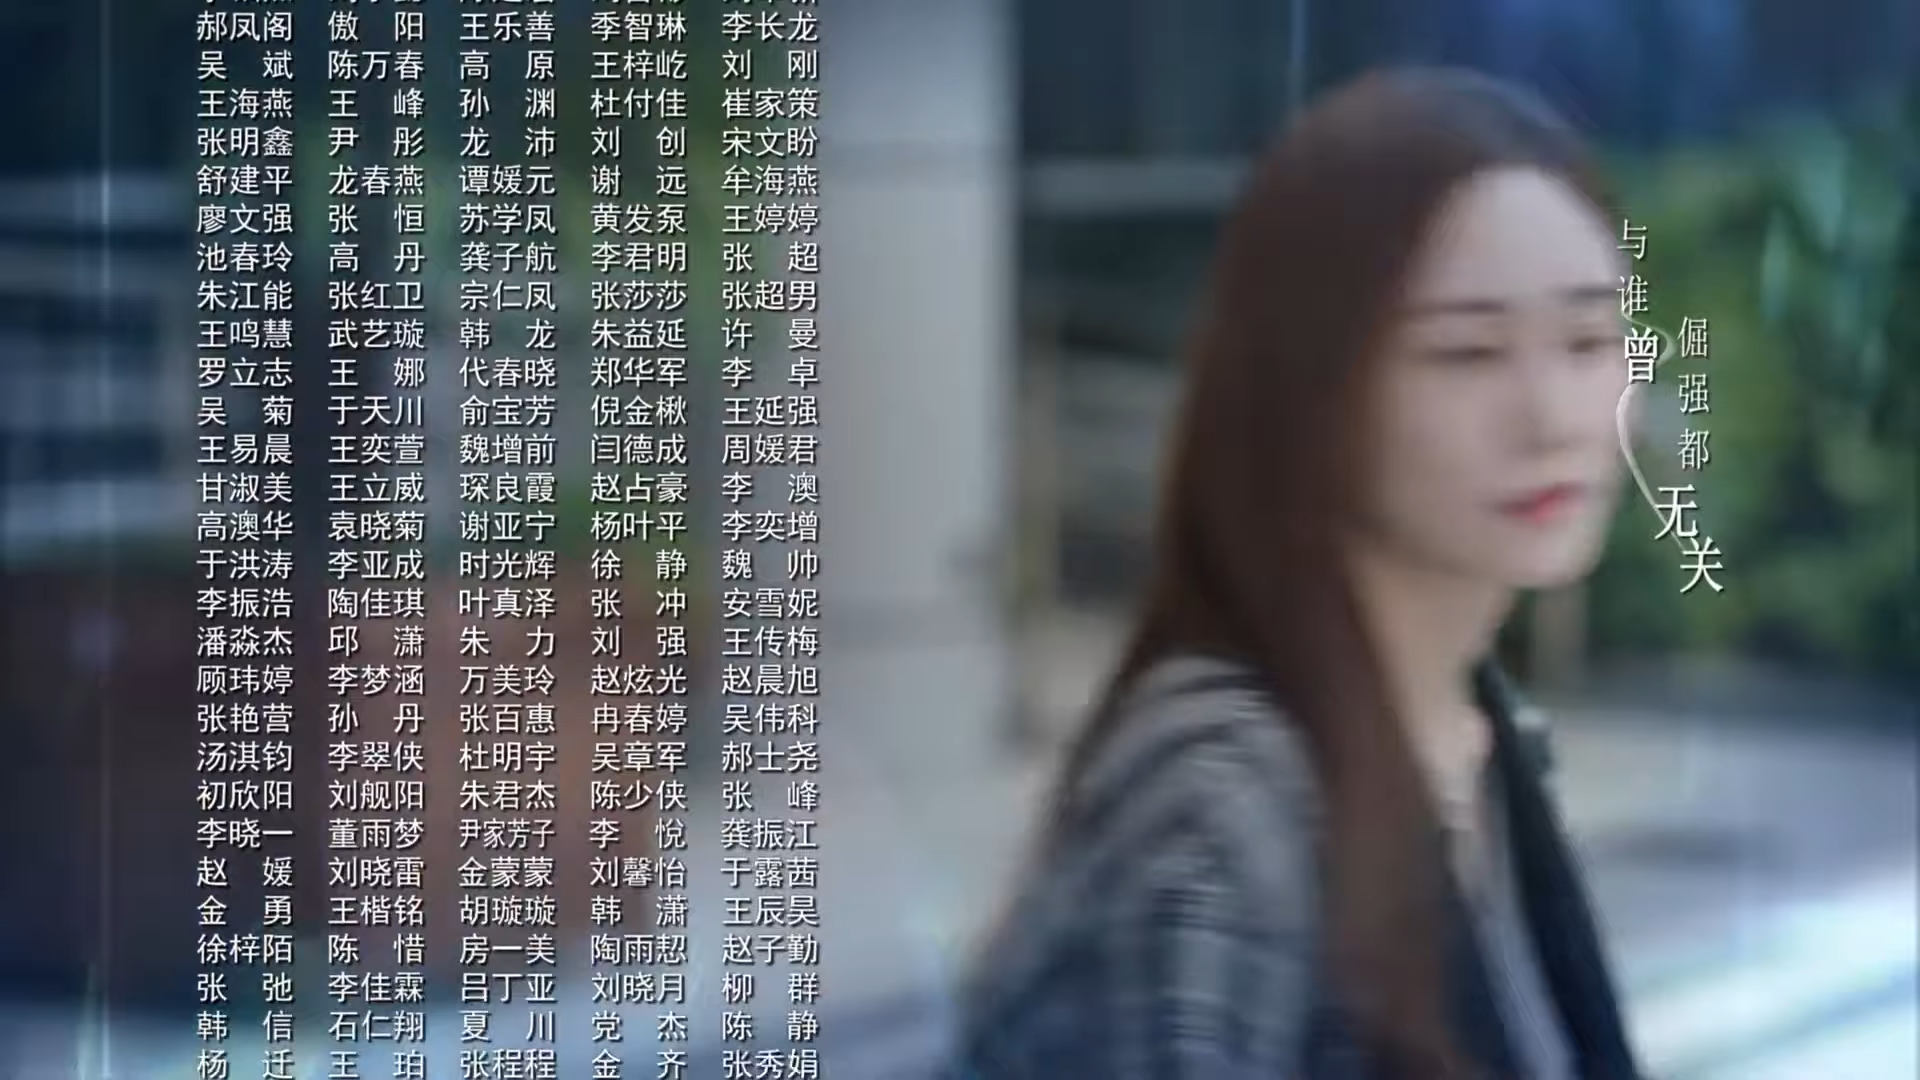 郝凤阁 傲 阳 王乐善 季智琳 李长龙
吴 斌 陈万春 高 原 王梓屹 刘 刚
王海燕 王 峰 孙 渊 杜付佳 崔家策
张明鑫 尹 彤 龙 沛 刘 创 宋文盼
舒建平 龙春燕 谭媛元 谢 远 牟海燕
廖文强 张 恒 苏学凤 黄发泵 王婷婷
池春玲 高 丹 龚子航 李君明 张 超
朱江能 张红卫 宗仁凤 张莎莎 张超男
王鸣慧 武艺璇 韩 龙 朱益延 许 曼
罗立志 王 娜 代春晓 郑华军 李 卓
吴 菊 于天川 俞宝芳 倪金楸 王延强
王易晨 王奕萱 魏增前 闫德成 周媛君
甘淑美 王立威 琛良霞 赵占豪 李 澳
高澳华 袁晓菊 谢亚宁 杨叶平 李奕增
于洪涛 李亚成 时光辉 徐 静 魏 帅
李振浩 陶佳琪 叶真泽 张 冲 安雪妮
潘淼杰 邱 潇 朱 力 刘 强 王传梅
顾玮婷 李梦涵 万美玲 赵炫光 赵晨旭
张艳营 孙 丹 张百惠 冉春婷 吴伟科
汤淇钧 李翠侠 杜明宇 吴章军 郝士尧
初欣阳 刘舰阳 朱君杰 陈少侠 张 峰
李晓一 董雨梦 尹家芳子 李 悦 龚振江
赵 媛 刘晓雷 金蒙蒙 刘馨怡 于露茜
金 勇 王楷铭 胡璇璇 韩 潇 王辰昊
徐梓陌 陈 惜 房一美 陶雨恝 赵子勤
张 弛 李佳霖 吕丁亚 刘晓月 柳 群
韩 信 石仁翔 夏 川 党 杰 陈 静
杨 迁 王 珀 张程程 金 齐 张秀娟
与谁曾
倔强都无关